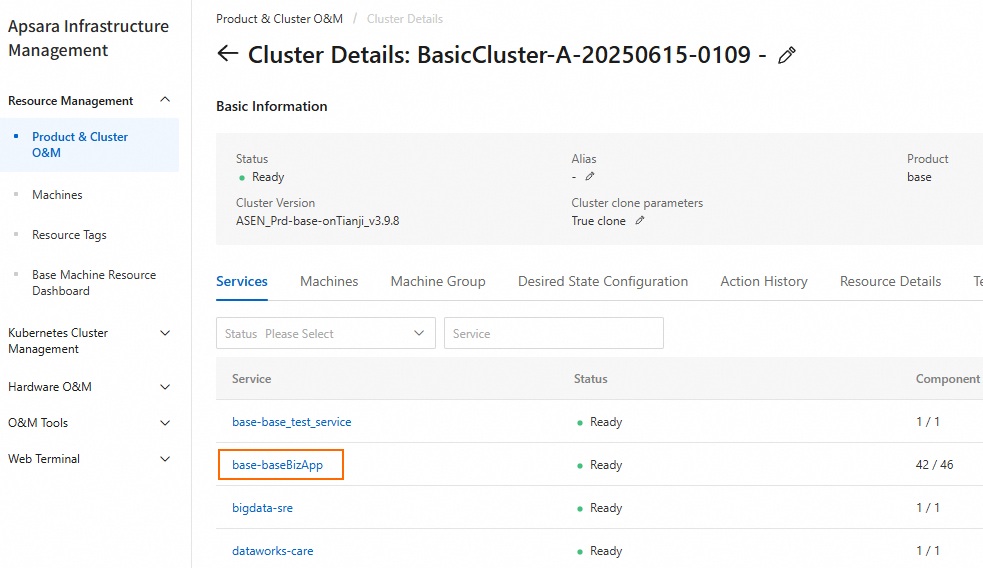 Apsara Infrastructure
Management
Resource Management
Product & Cluster
O&M
Machines
Resource Tags
Base Machine Resource
Dashboard
Kubernetes Cluster
Management
Hardware O&M
O&M Tools
Web Terminal
Product & Cluster O&M / Cluster Details
Cluster Details: BasicCluster-A-20250615-0109 -
Basic Information
Status Alias Product
Ready - base
Cluster Version Cluster clone parameters
ASEN_Prd-base-onTianji_v3.9.8 True clone
Services Machines Machine Group Desired State Configuration Action History Resource Details Te
Status Please Select Service
Service Status Component
base-base_test_service Ready 1 / 1
base-baseBizApp Ready 42 / 46
bigdata-sre Ready 1 / 1
dataworks-care Ready 1 / 1